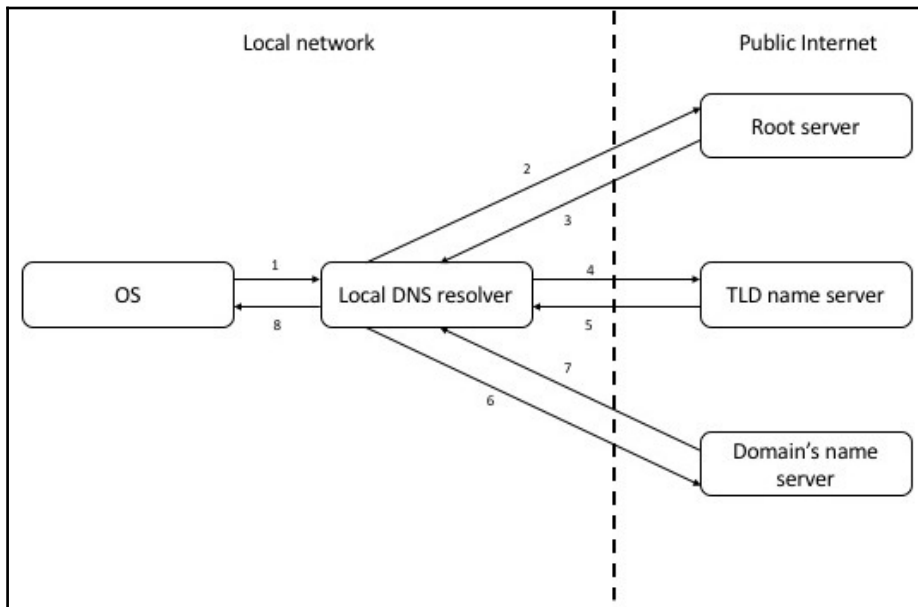 Local network
Public Internet
Root server
2
3
1
4
OS
Local DNS resolver
TLD name server
8
5
7
6
Domain's name
server